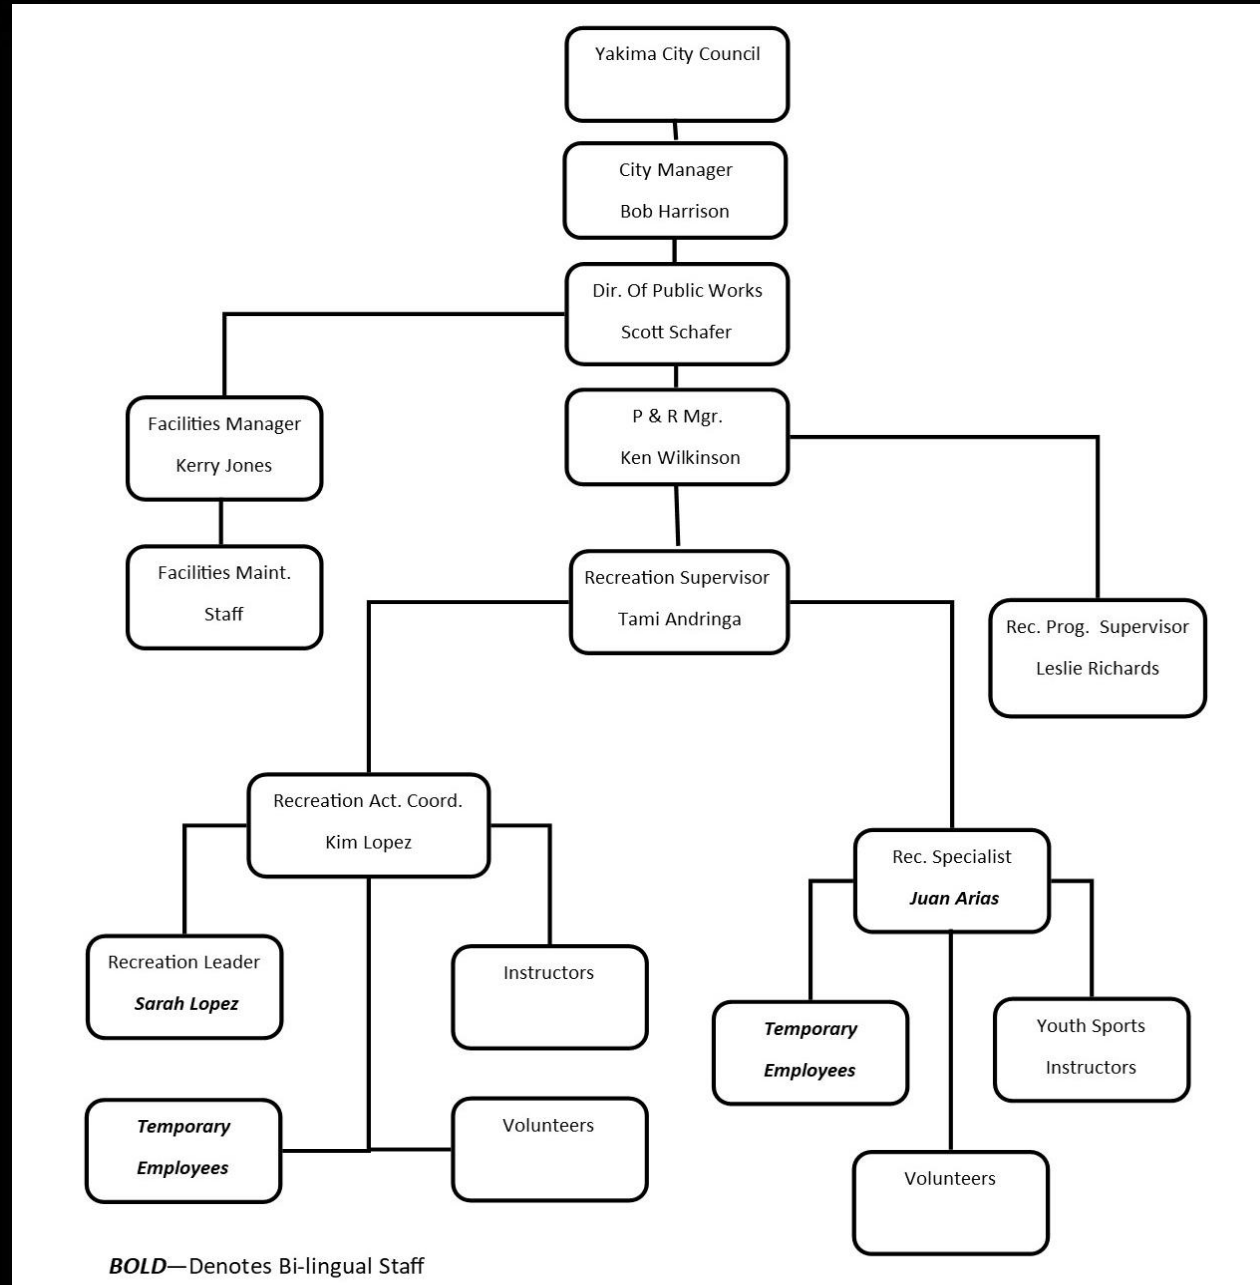 Yakima City Council
City Manager
Bob Harrison
Dir. Of Public Works
Scott Schafer
Facilities Manager
Kerry Jones
P & R Mgr.
Ken Wilkinson
Facilities Maint.
Staff
Recreation Supervisor
Tami Andringa
Rec. Prog.  Supervisor
Leslie Richards
Recreation Act. Coord.
Kim Lopez
Rec. Specialist
Juan Arias
Recreation Leader
Sarah Lopez
Instructors
Temporary
Employees
Youth Sports
Instructors
Temporary
Employees
Volunteers
Volunteers
BOLD—Denotes Bi-lingual Staff